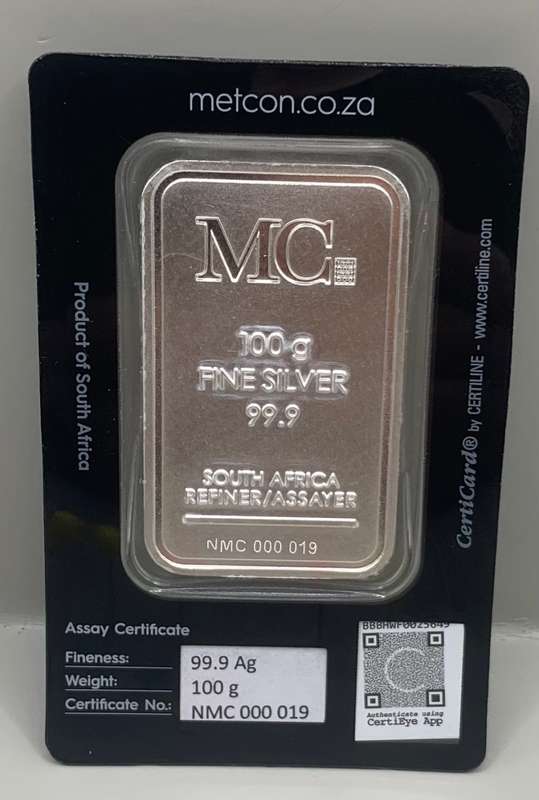 metcon.co.za
MC
100 g
FINE SILVER
99.9
SOUTH AFRICA
REFINER/ASSAYER
NMC 000 019
Product of South Africa
CertiCard® by CERTILINE - www.certiline.com
Assay Certificate
Fineness: 99.9 Ag
Weight: 100 g
Certificate No.: NMC 000 019
Authenticate using
CertiEye App